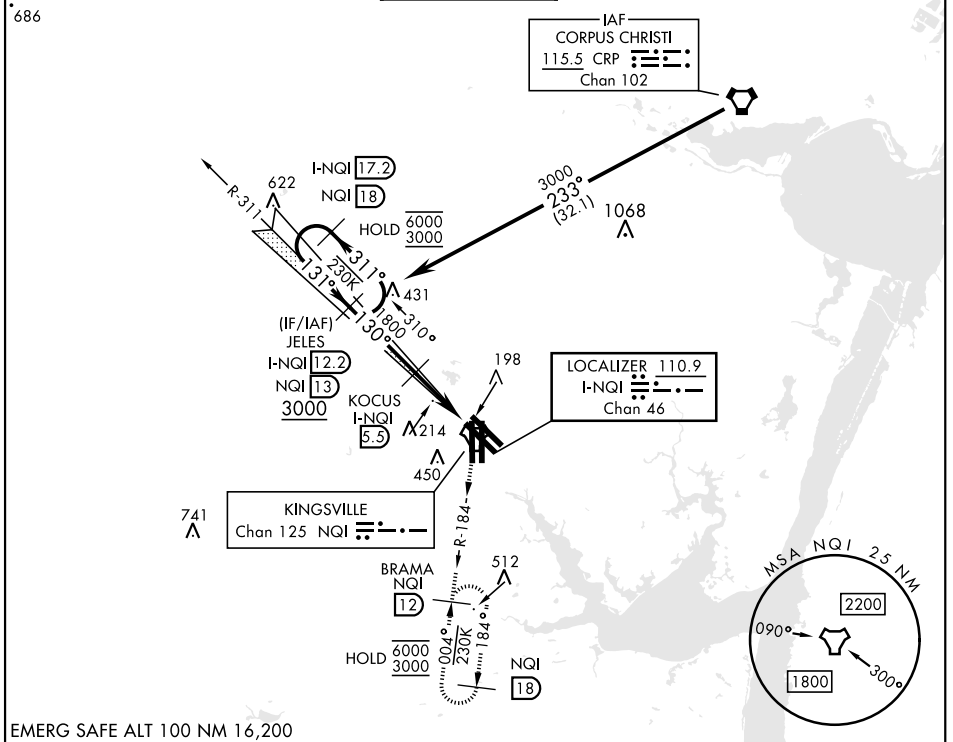 686
IAF
CORPUS CHRISTI
115.5 CRP
Chan 102
3000
233°
(32.1)
1068
I-NQI 17.2
NQI 18
622
R-311
HOLD 6000
3000
311°
230K
131°
431
310°
1800
130°
(IF/IAF)
JELES
I-NQI 12.2
NQI 13
3000
KOCUS
I-NQI
5.5
198
LOCALIZER 110.9
I-NQI
Chan 46
214
450
KINGSVILLE
Chan 125 NQI
741
R-184
BRAMA
NQI
12
512
HOLD 6000
3000
004°
230K
184°
NQI
18
MSA NQI 25 NM
2200
090°
1800
300°
EMERG SAFE ALT 100 NM 16,200